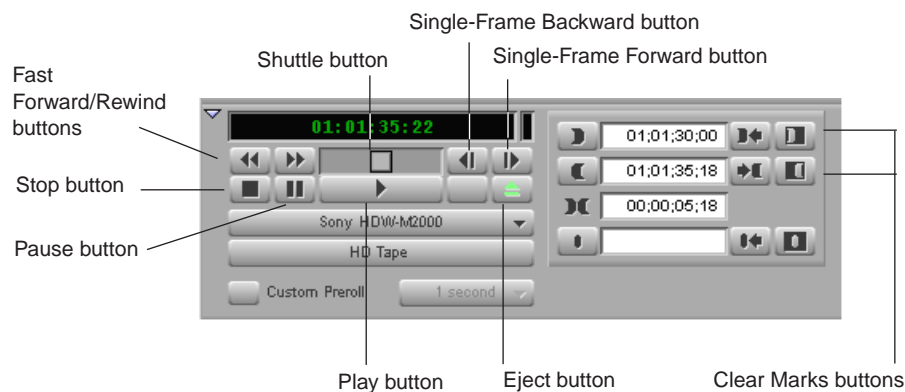 Single-Frame Backward button
Shuttle button
Single-Frame Forward button
Fast
Forward/Rewind
buttons
01:01:35:22
01;01;30;00
01;01;35;18
Stop button
00;00;05;18
Sony HDW-M2000
Pause button
HD Tape
Custom Preroll
1 second
Play button
Eject button
Clear Marks buttons